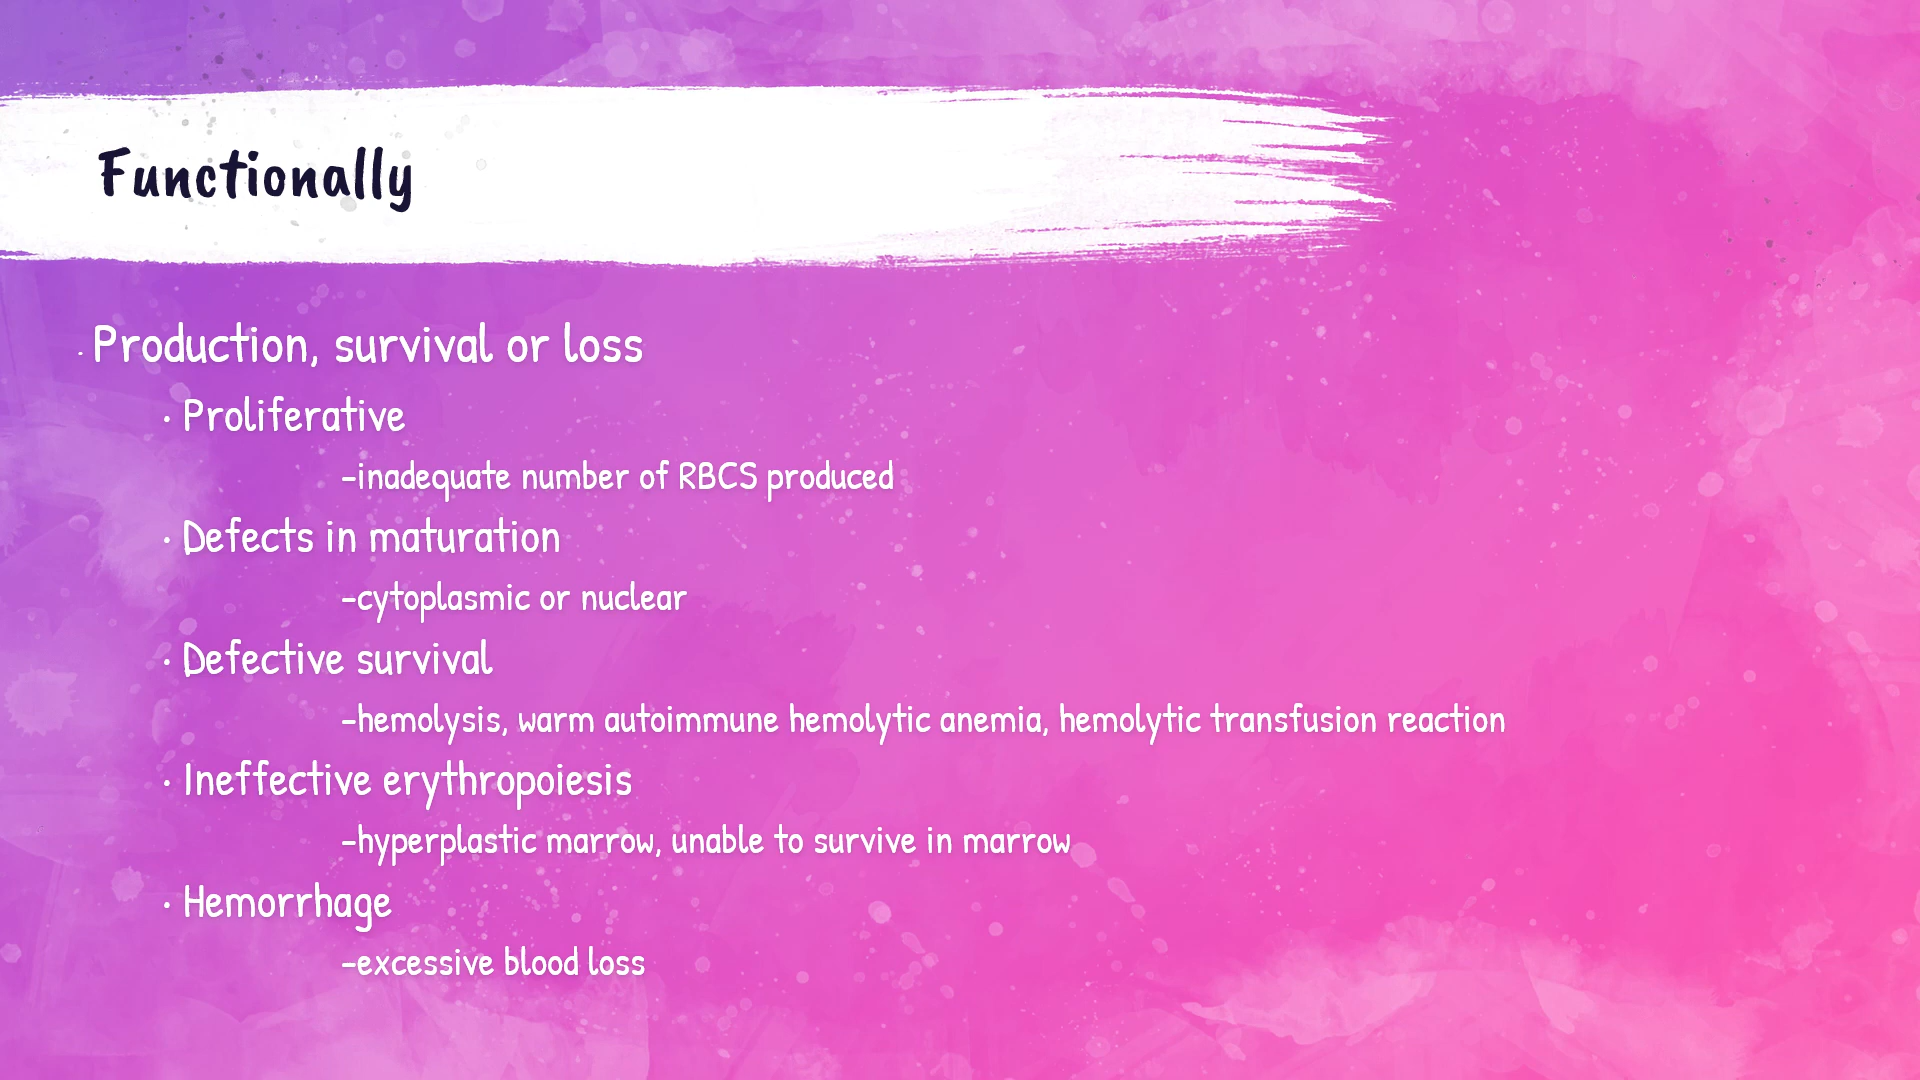 Functionally
· Production, survival or loss
· Proliferative
-inadequate number of RBCS produced
· Defects in maturation
-cytoplasmic or nuclear
· Defective survival
-hemolysis, warm autoimmune hemolytic anemia, hemolytic transfusion reaction
· Ineffective erythropoiesis
-hyperplastic marrow, unable to survive in marrow
· Hemorrhage
-excessive blood loss